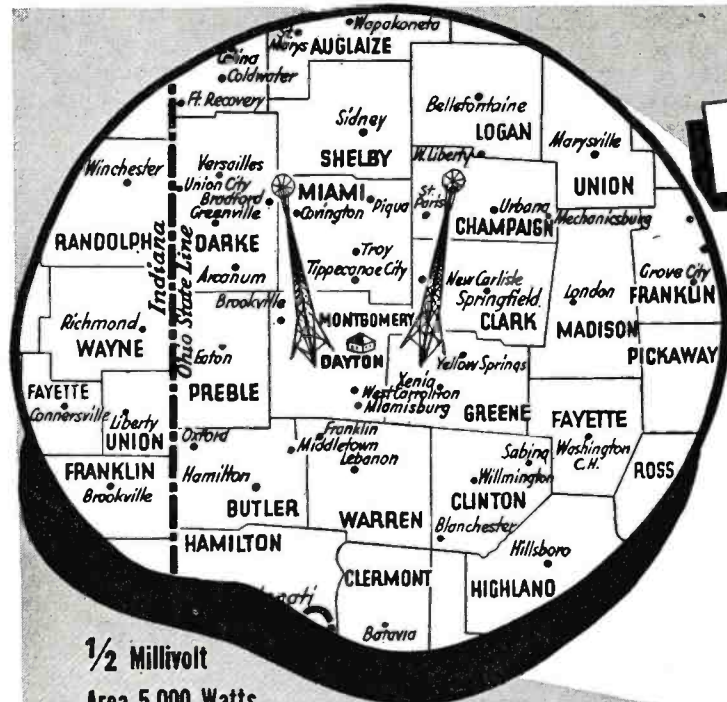 Wapakoneta
St.
Marys
AUGLAIZE
Coldwater
Ft. Recovery
Bellefontaine
LOGAN
Sidney
SHELBY
Marysville
UNION
Winchester
Versailles
Union City
Bradford
Greenville
DARKE
RANDOLPH
Arcanum
Indiana
Ohio State Line
MIAMI
Covington
Piqua
Troy
Tippecanoe City
W. Liberty
St.
Paris
Urbana
CHAMPAIGN
Mechanicsburg
New Carlisle
Springfield
CLARK
London
MADISON
Grove City
FRANKLIN
PICKAWAY
Brookville
MONTGOMERY
DAYTON
Richmond
WAYNE
Eaton
PREBLE
West Carrollton
Miamisburg
Xenia
Yellow Springs
GREENE
FAYETTE
Connersville
Liberty
UNION
FAYETTE
Washington
C.H.
ROSS
Oxford
Franklin
Middletown
Lebanon
WARREN
Sabina
Willmington
CLINTON
Blanchester
FRANKLIN
Brookville
Hamilton
BUTLER
HAMILTON
CLERMONT
Batavia
Hillsboro
HIGHLAND
1/2 Millivolt
Area 5,000 Watts